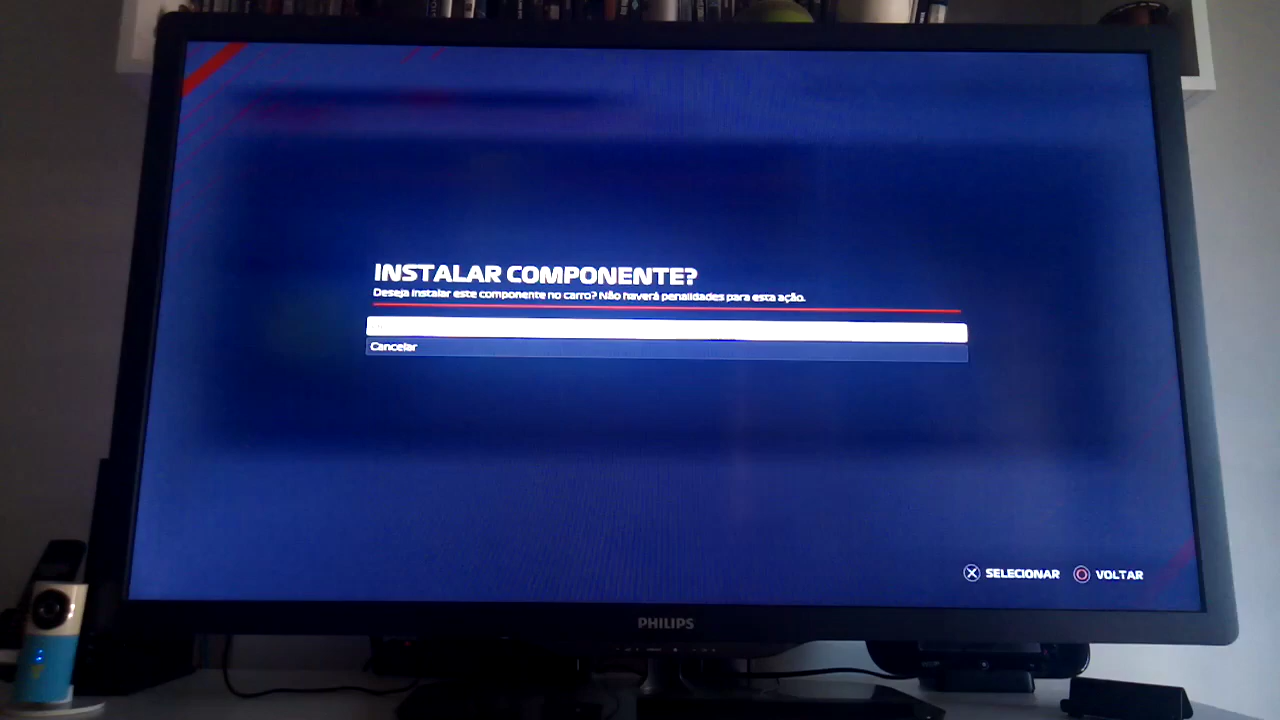 INSTALAR COMPONENTE?
Deseja instalar este componente no carro? Não haverá penalidades para esta ação.
Cancelar
SELECIONAR VOLTAR
PHILIPS